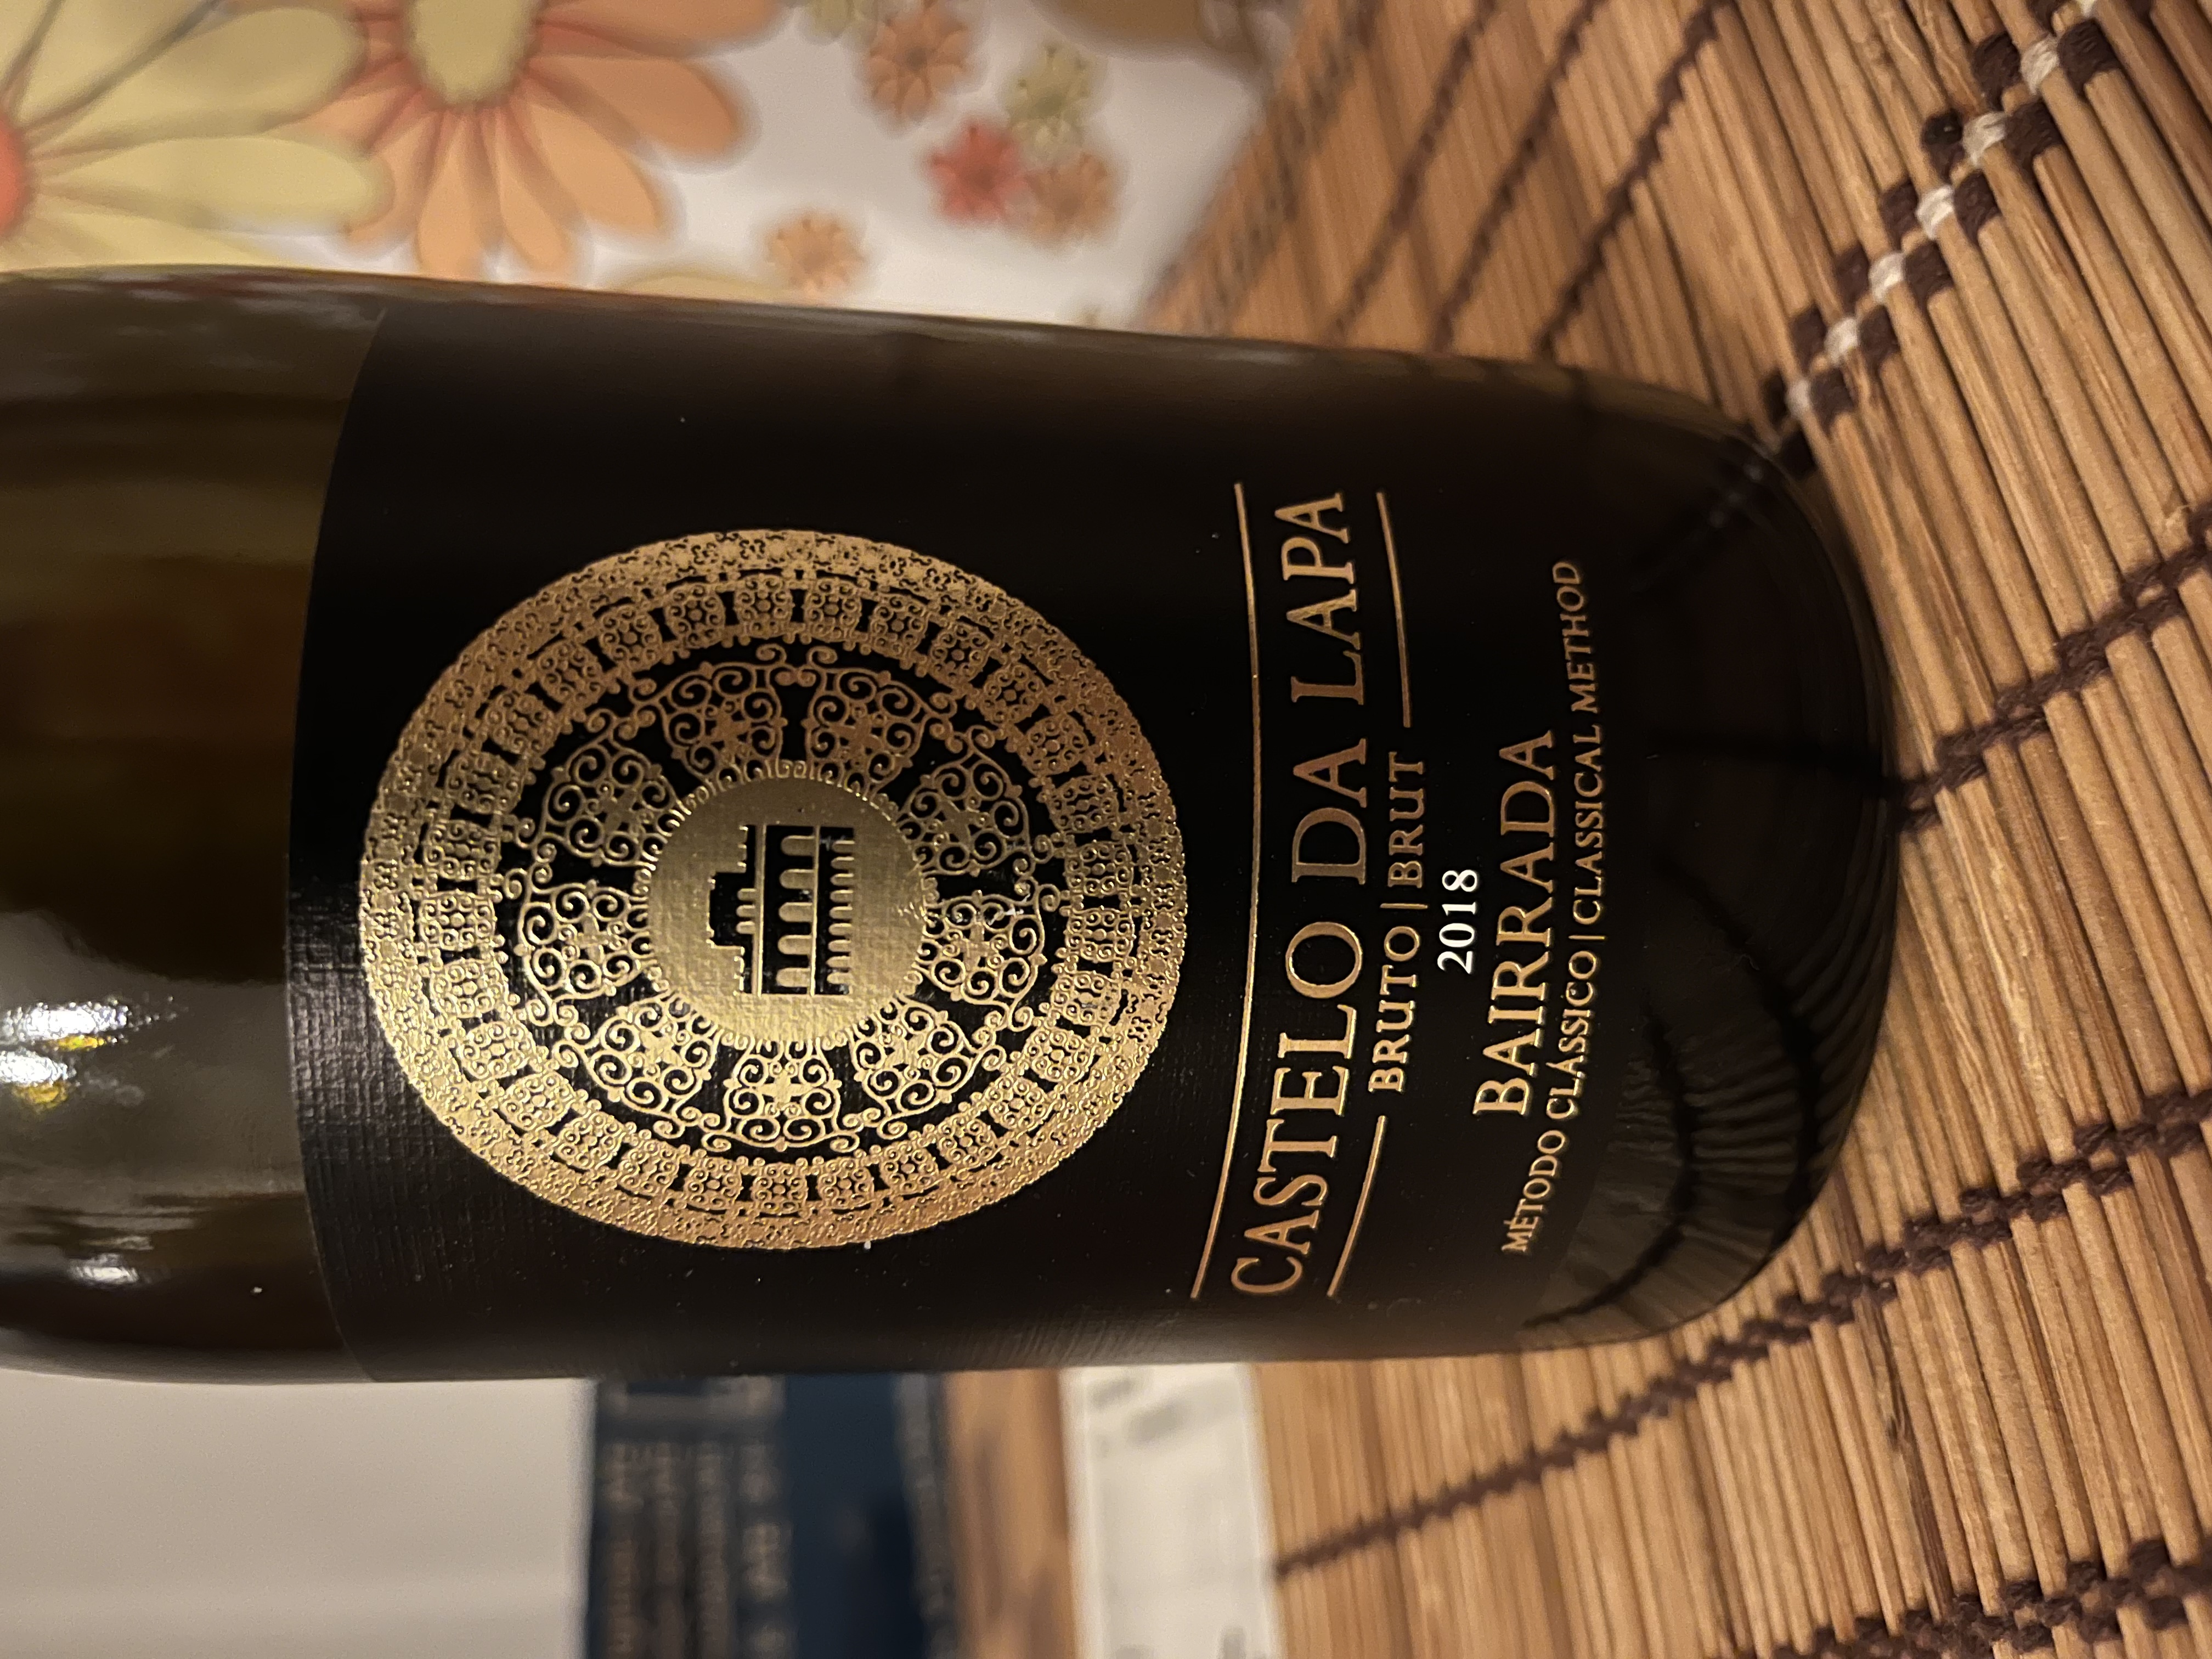 CASTELO DA LAPA
BRUTO | BRUT
2018
BAIRRADA
MÉTODO CLÁSSICO | CLASSICAL METHOD